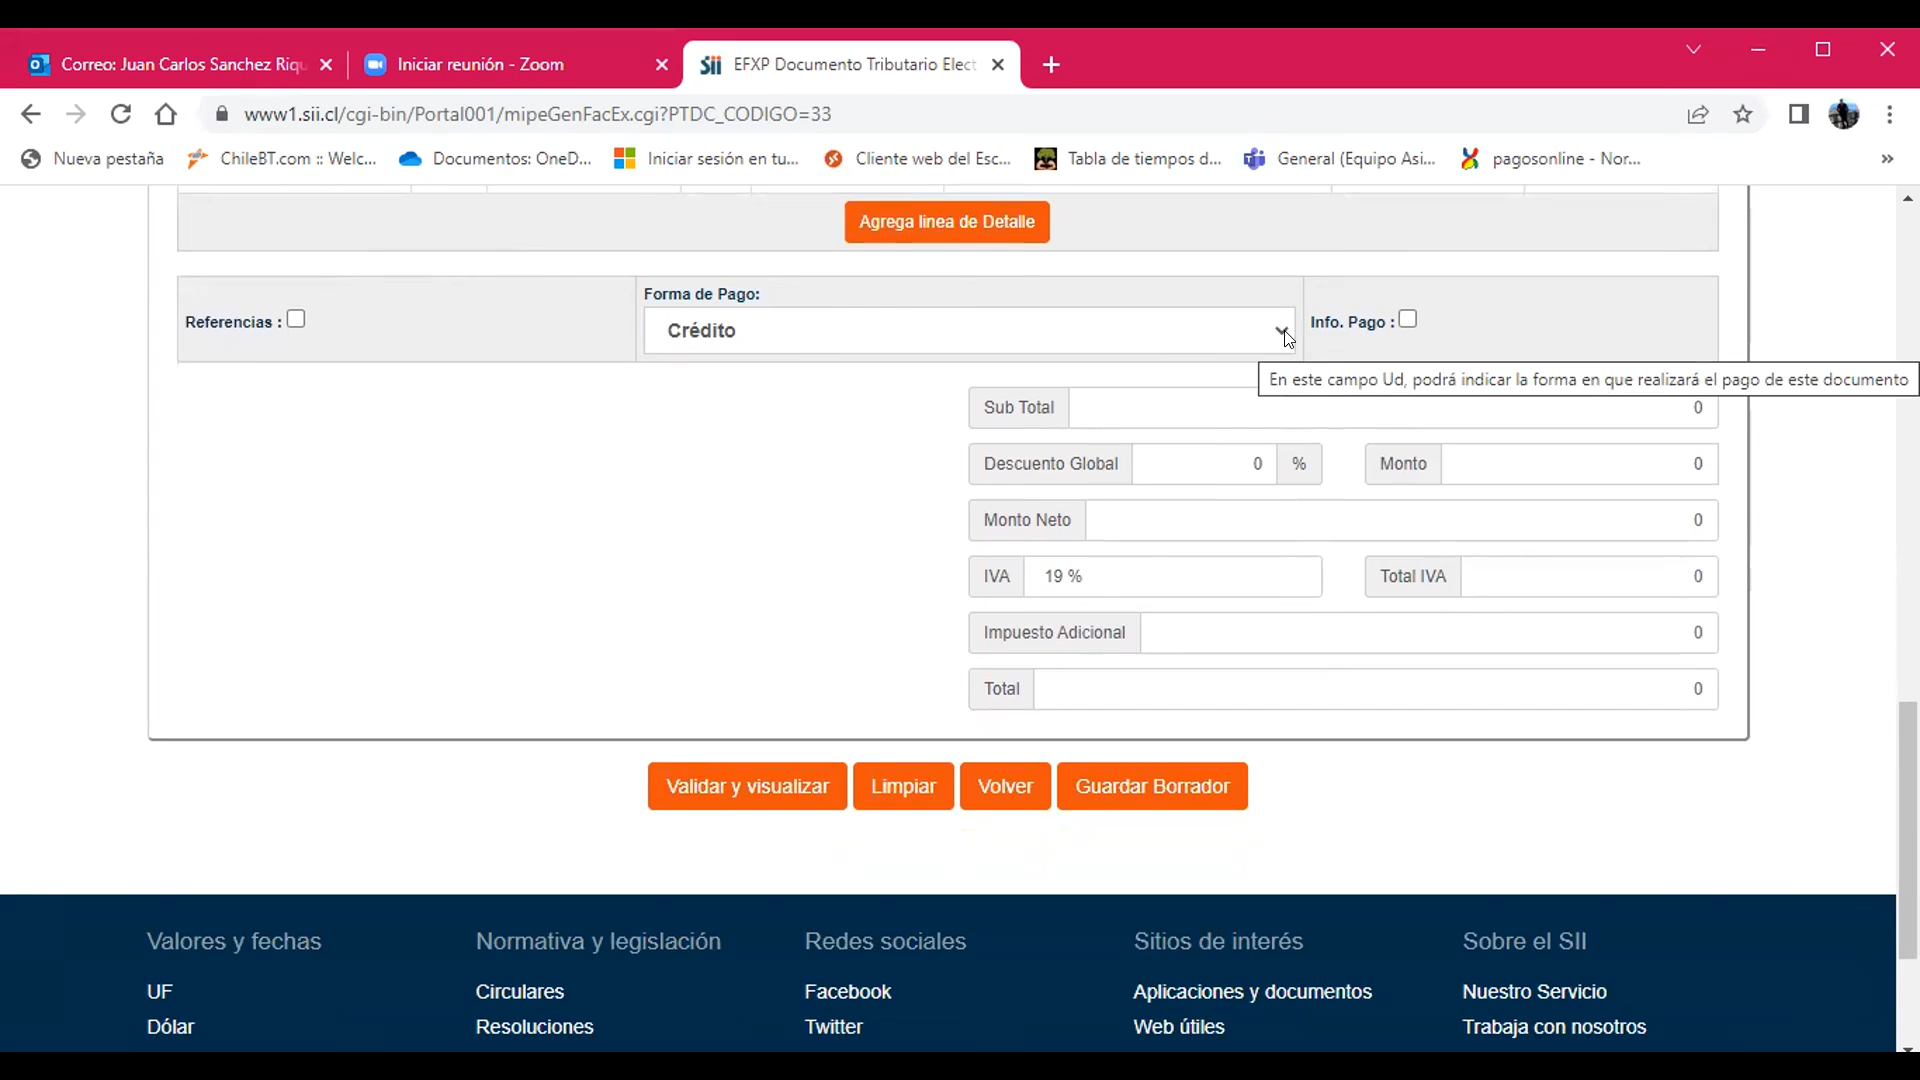 Correo: Juan Carlos Sanchez Riqu
Iniciar reunión - Zoom
sii EFXP Documento Tributario Elect
www1.sii.cl/cgi-bin/Portal001/mipeGenFacEx.cgi?PTDC_CODIGO=33
Nueva pestaña
ChileBT.com :: Welc...
Documentos: OneD...
Iniciar sesión en tu...
Cliente web del Esc...
Tabla de tiempos d...
General (Equipo Asi...
pagosonline - Nor...
Agrega linea de Detalle
Referencias :
Forma de Pago:
Crédito
Info. Pago :
En este campo Ud, podrá indicar la forma en que realizará el pago de este documento
Sub Total 0
Descuento Global 0 % Monto 0
Monto Neto 0
IVA 19 % Total IVA 0
Impuesto Adicional 0
Total 0
Validar y visualizar Limpiar Volver Guardar Borrador
Valores y fechas Normativa y legislación Redes sociales Sitios de interés Sobre el SII
UF Circulares Facebook Aplicaciones y documentos Nuestro Servicio
Dólar Resoluciones Twitter Web útiles Trabaja con nosotros